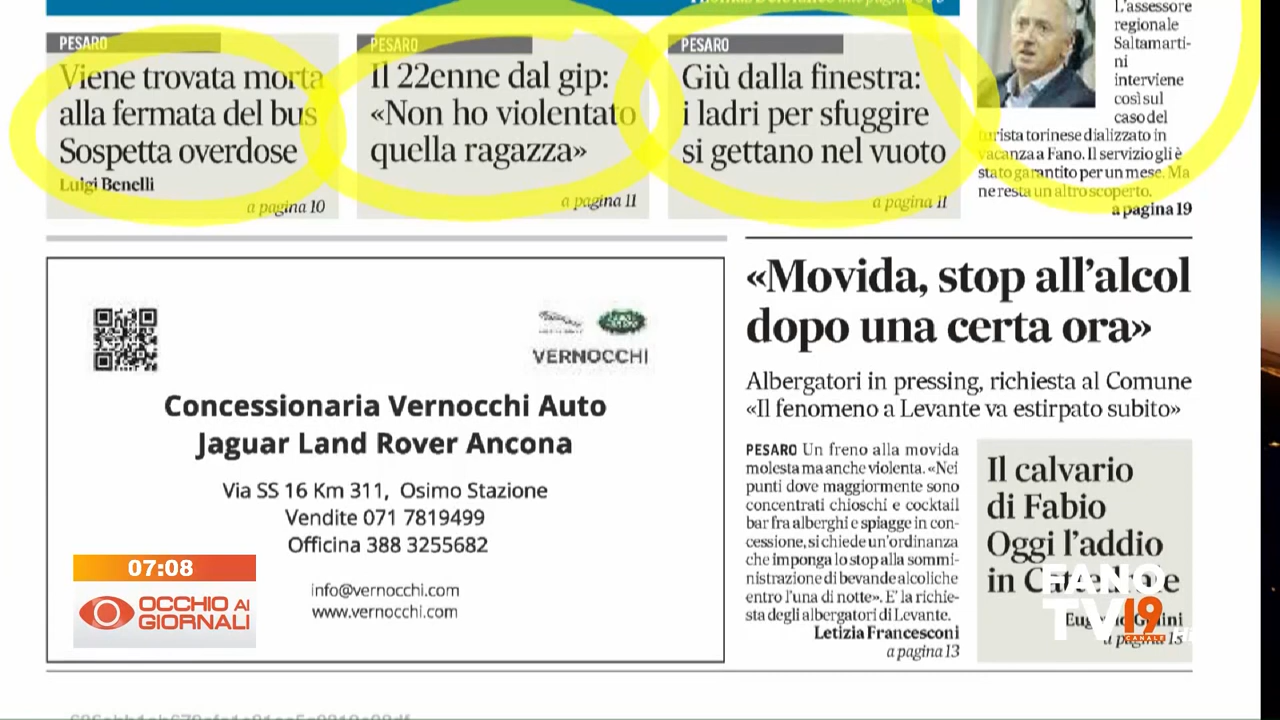 PESARO
Viene trovata morta
alla fermata del bus
Sospetta overdose
Luigi Benelli
a pagina 10
PESARO
Il 22enne dal gip:
«Non ho violentato
quella ragazza»
a pagina 11
PESARO
Giù dalla finestra:
i ladri per sfuggire
si gettano nel vuoto
a pagina 11
L'assessore
regionale
Saltamarti-
ni
interviene
così sul
caso del
turista torinese dializzato in
vacanza a Fano. Il servizio gli è
stato garantito per un mese. Ma
ne resta un altro scoperto.
a pagina 19
VERNOCCHI
Concessionaria Vernocchi Auto
Jaguar Land Rover Ancona
Via SS 16 Km 311, Osimo Stazione
Vendite 071 7819499
Officina 388 3255682
info@vernocchi.com
www.vernocchi.com
«Movida, stop all'alcol
dopo una certa ora»
Albergatori in pressing, richiesta al Comune
«Il fenomeno a Levante va estirpato subito»
PESARO Un freno alla movida
molesta ma anche violenta. «Nei
punti dove maggiormente sono
concentrati chioschi e cocktail
bar fra alberghi e spiagge in con-
cessione, si chiede un'ordinanza
che imponga lo stop alla sommi-
nistrazione di bevande alcoliche
entro l'una di notte». E' la richie-
sta degli albergatori di Levante.
Letizia Francesconi
a pagina 13
Il calvario
di Fabio
Oggi l'addio
in Cattedrale
a pagina 13
07:08
OCCHIO AI
GIORNALI
FANO
TV 19
CANALE